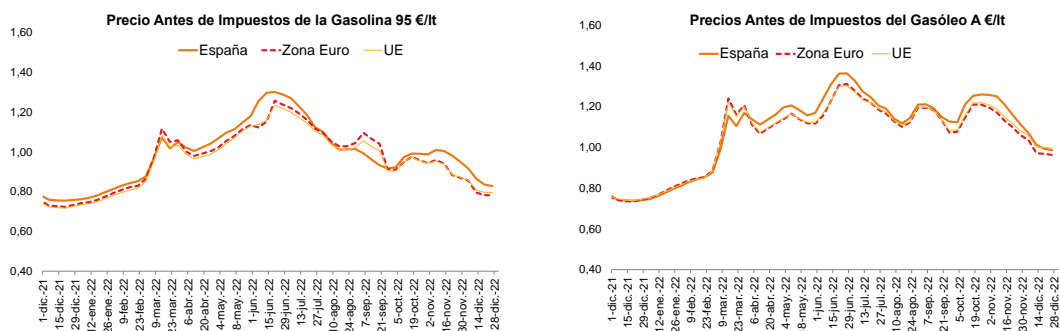 Precio Antes de Impuestos de la Gasolina 95 €/lt
1,60
1,40
1,20
1,00
0,80
0,60
0,40
España
Zona Euro
UE
1-dic.-21
15-dic.-21
29-dic.-21
12-ene.-22
26-ene.-22
9-feb.-22
23-feb.-22
9-mar.-22
23-mar.-22
6-abr.-22
20-abr.-22
4-may-22
18-may-22
1-jun.-22
15-jun.-22
29-jun.-22
13-jul.-22
27-jul.-22
10-ago.-22
24-ago.-22
7-sep.-22
21-sep.-22
5-oct.-22
19-oct.-22
2-nov.-22
16-nov.-22
30-nov.-22
14-dic.-22
28-dic.-22
Precios Antes de Impuestos del Gasóleo A €/lt
1,60
1,40
1,20
1,00
0,80
0,60
0,40
España
Zona Euro
UE
1-dic.-21
15-dic.-21
29-dic.-21
12-ene.-22
26-ene.-22
9-feb.-22
23-feb.-22
9-mar.-22
23-mar.-22
6-abr.-22
20-abr.-22
4-may-22
18-may-22
1-jun.-22
15-jun.-22
29-jun.-22
13-jul.-22
27-jul.-22
10-ago.-22
24-ago.-22
7-sep.-22
21-sep.-22
5-oct.-22
19-oct.-22
2-nov.-22
16-nov.-22
30-nov.-22
14-dic.-22
28-dic.-22